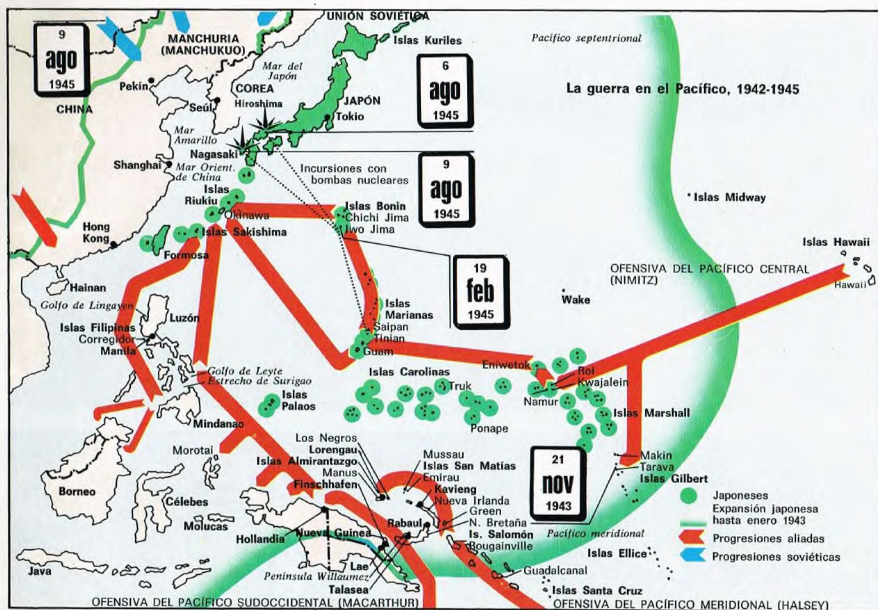 La guerra en el Pacífico, 1942-1945
UNIÓN SOVIÉTICA
Islas Kuriles
Pacífico septentrional
MANCHURIA
(MANCHUKUO)
9
ago
1945
Mar del
Japón
6
ago
1945
Pekín
CHINA
COREA
Seúl
Hiroshima
JAPÓN
Tokio
Mar
Amarillo
Nagasaki
Shanghai
Mar Orient.
de China
Incursiones con
bombas nucleares
9
ago
1945
Islas Midway
Islas
Riukiu
Okinawa
Islas Bonin
Chichi Jima
Iwo Jima
Hong
Kong
Islas Sakishima
Formosa
Islas Hawaii
Hawaii
OFENSIVA DEL PACÍFICO CENTRAL
(NIMITZ)
19
feb
1945
Hainan
Golfo de Lingayen
Wake
Luzón
Islas
Marianas
Saipan
Tinian
Guam
Islas Filipinas
Corregidor
Mamla
Golfo de Leyte
Estrecho de Surigao
Islas Carolinas
Truk
Eniwetok
Roi
Kwajalein
Namur
Islas
Palaos
Ponape
Islas Marshall
Mindanao
Morotai
Los Negros
Lorengau
Islas Almirantazgo
Manus
Finschhafen
Mussau
Islas San Matías
Emirau
Kavieng
Nueva Irlanda
Green
N. Bretaña
21
nov
1943
Makin
Tarava
Islas Gilbert
Borneo
Célebes
Molucas
Hollandia
Nueva Guinea
Rabaul
Is. Salomón
Bougainville
Pacífico meridional
Islas Ellice
Java
Lae
Península Willaumez
Talasea
Guadalcanal
Islas Santa Cruz
Japoneses
Expansión japonesa
hasta enero 1943
Progresiones aliadas
Progresiones soviéticas
OFENSIVA DEL PACÍFICO SUDOCCIDENTAL (MACARTHUR)
OFENSIVA DEL PACÍFICO MERIDIONAL (HALSEY)